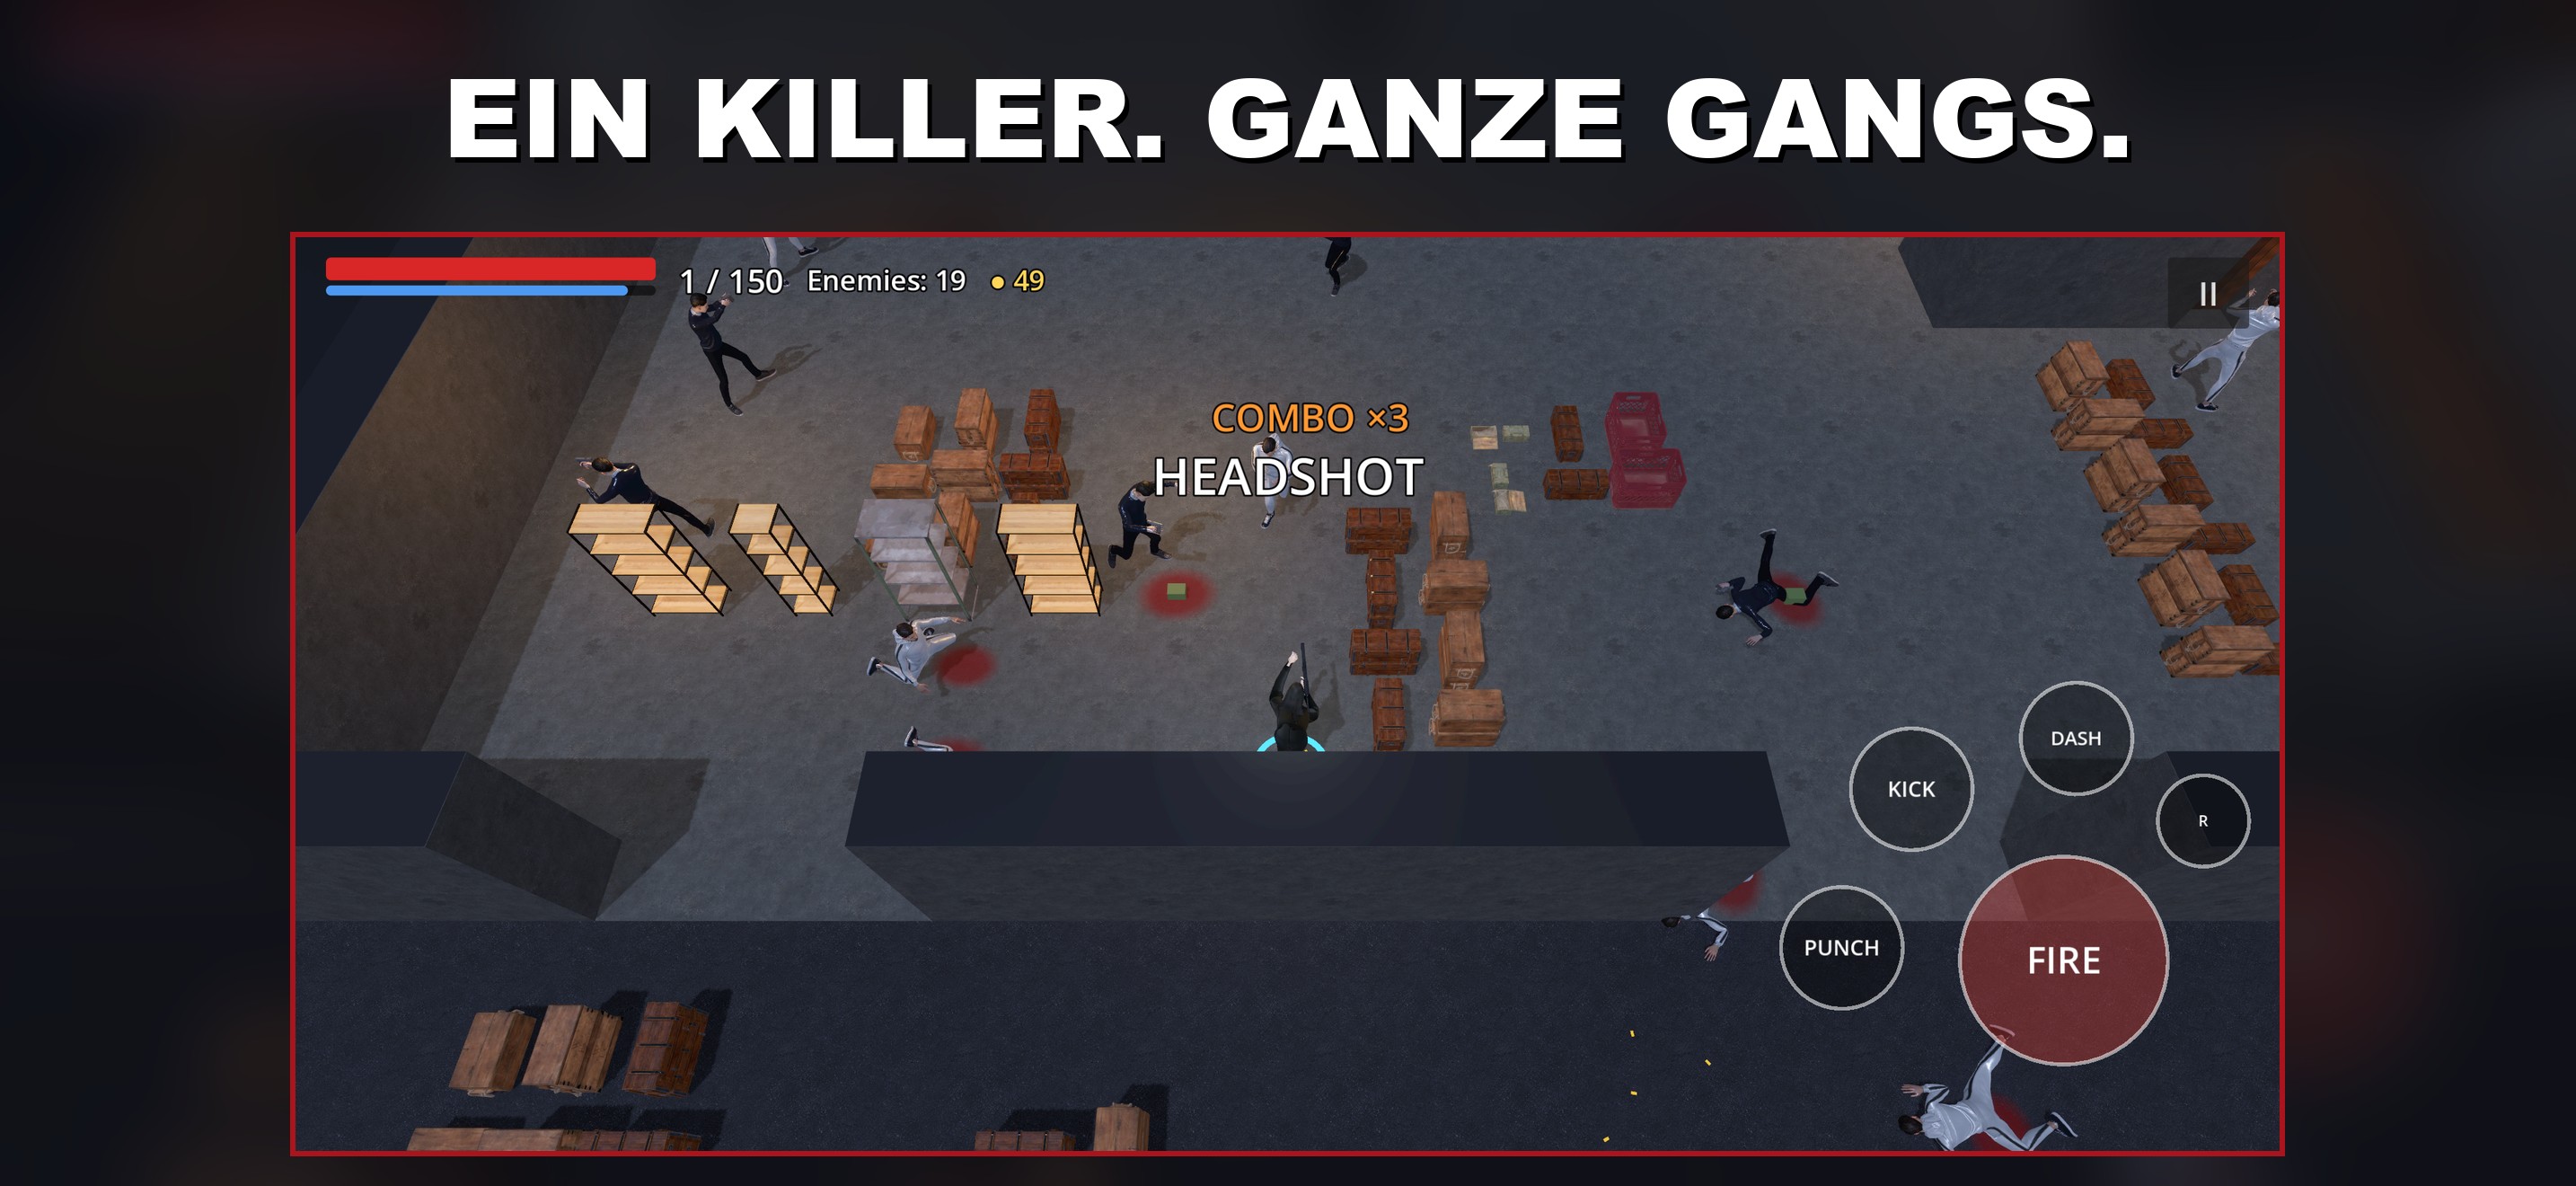 EIN KILLER. GANZE GANGS.
1 / 150 Enemies: 19 49
COMBO ×3
HEADSHOT
DASH
KICK
R
PUNCH
FIRE